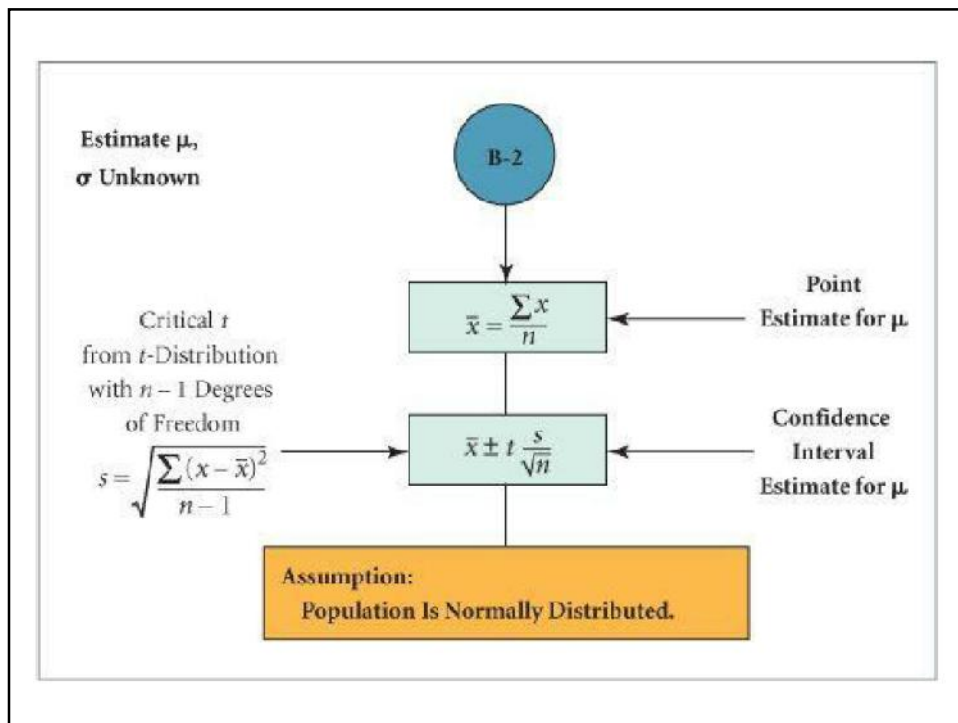 Estimate μ,
σ Unknown
B-2
x̄ = ∑x / n
Point
Estimate for μ
Critical t
from t-Distribution
with n – 1 Degrees
of Freedom
s = √(∑(x – x̄)² / n – 1)
x̄ ± t s/√n
Confidence
Interval
Estimate for μ
Assumption:
Population Is Normally Distributed.